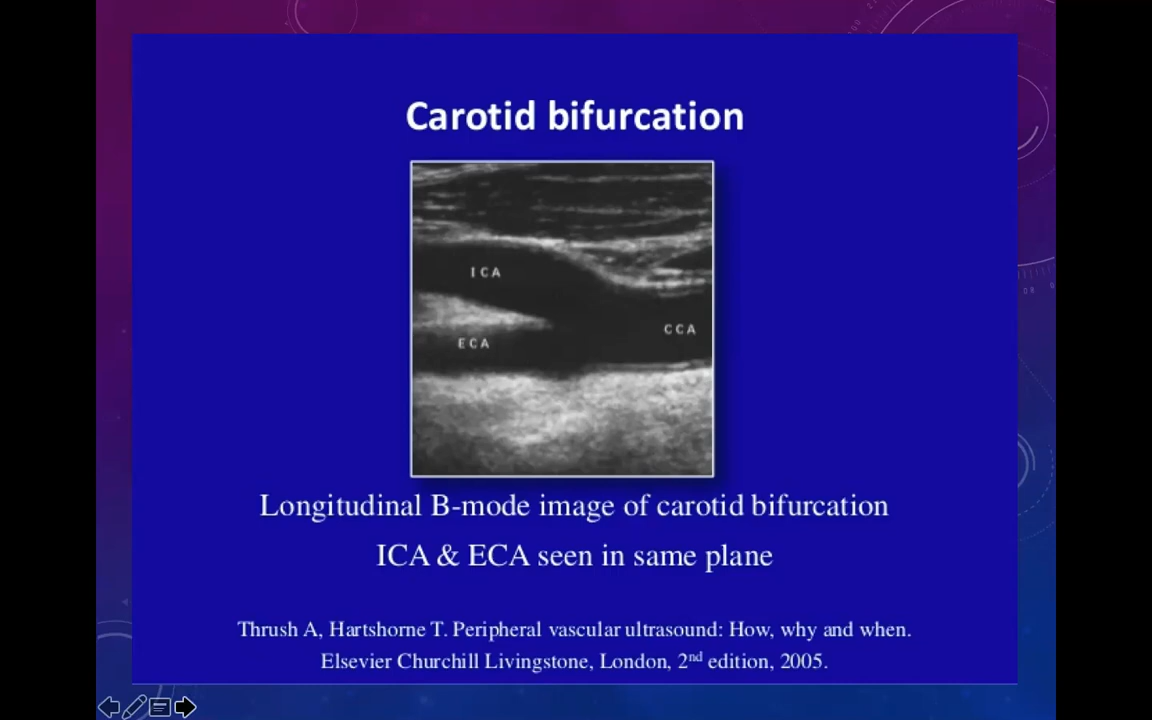 Carotid bifurcation
ICA
CCA
ECA
Longitudinal B-mode image of carotid bifurcation
ICA & ECA seen in same plane
Thrush A, Hartshorne T. Peripheral vascular ultrasound: How, why and when.
Elsevier Churchill Livingstone, London, 2nd edition, 2005.